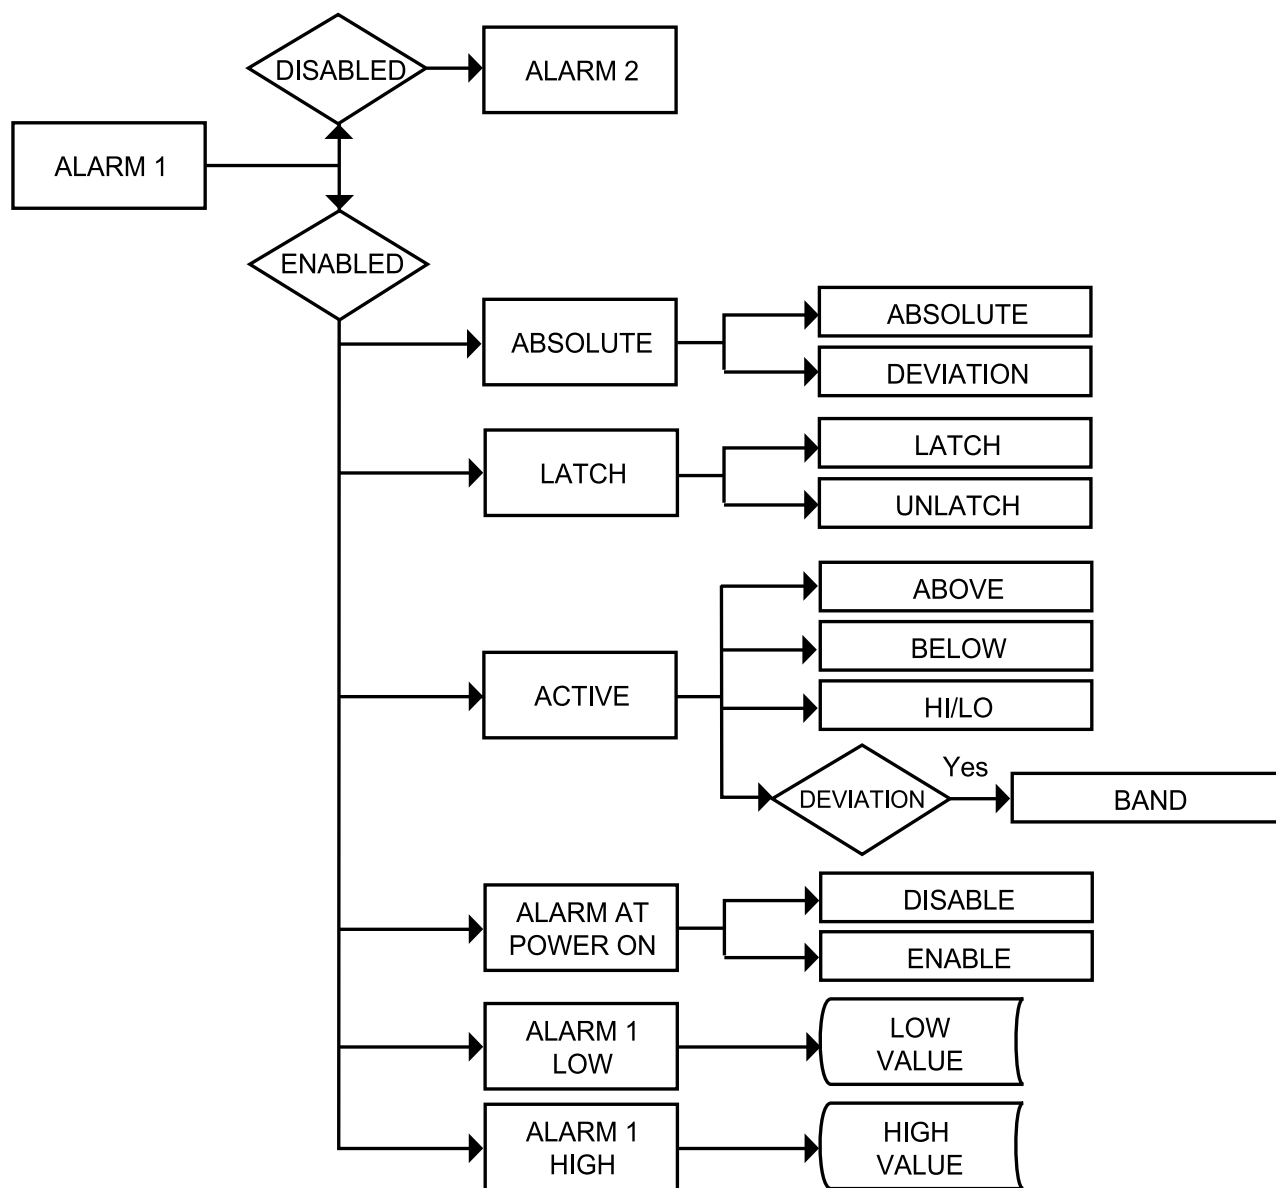 DISABLED
ALARM 2
ALARM 1
ENABLED
ABSOLUTE
ABSOLUTE
DEVIATION
LATCH
LATCH
UNLATCH
ACTIVE
ABOVE
BELOW
HI/LO
DEVIATION
Yes
BAND
ALARM AT
POWER ON
DISABLE
ENABLE
ALARM 1
LOW
LOW
VALUE
ALARM 1
HIGH
HIGH
VALUE